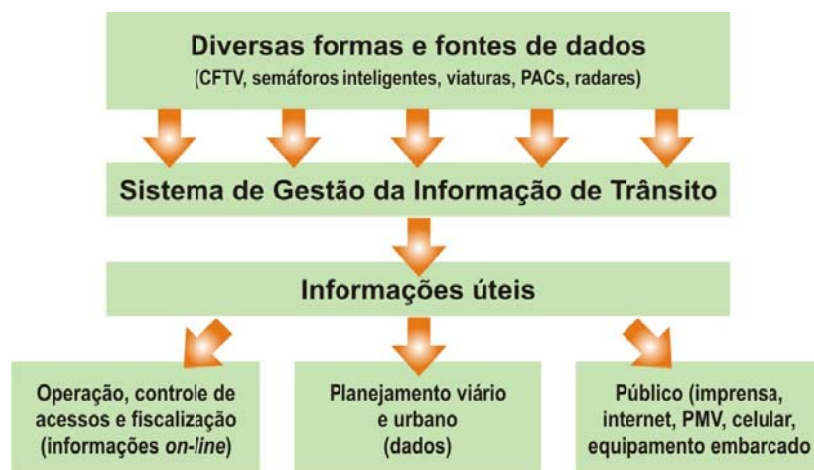 Diversas formas e fontes de dados
(CFTV, semáforos inteligentes, viaturas, PACs, radares)
Sistema de Gestão da Informação de Trânsito
Informações úteis
Operação, controle de
acessos e fiscalização
(informações on-line)
Planejamento viário
e urbano
(dados)
Público (imprensa,
internet, PMV, celular,
equipamento embarcado